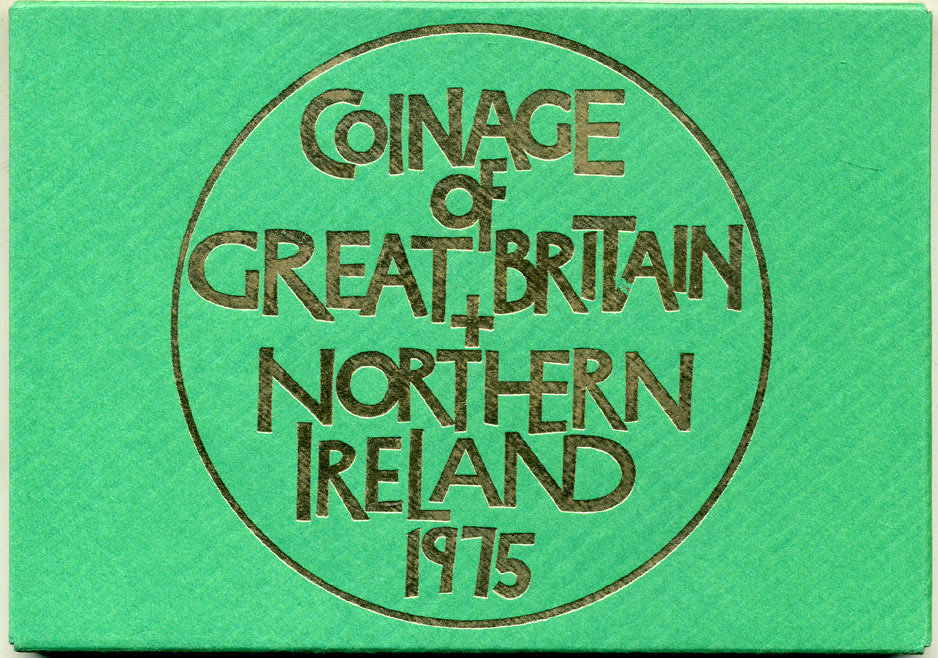 COINAGE
of
GREAT BRITAIN
+
NORTHERN
IRELAND
1975